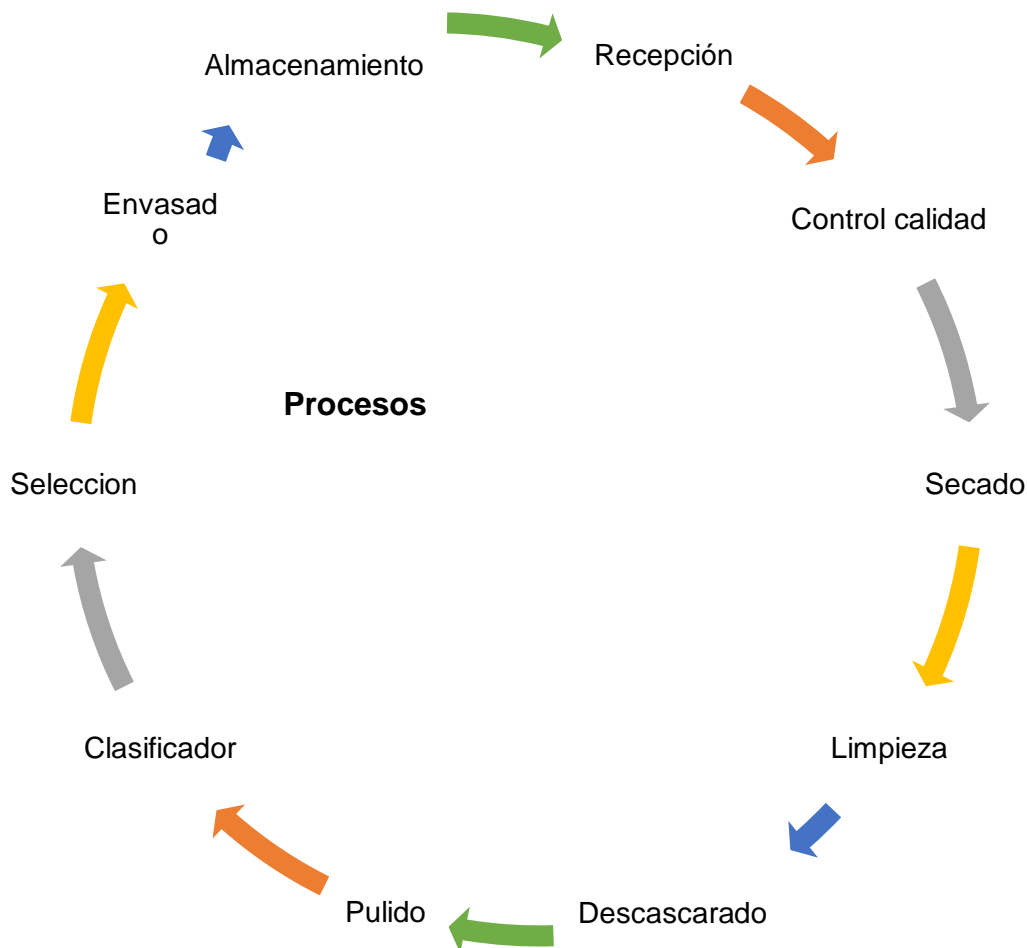 Recepción
Control calidad
Secado
Limpieza
Descascarado
Pulido
Clasificador
Seleccion
Envasad
o
Almacenamiento
Procesos